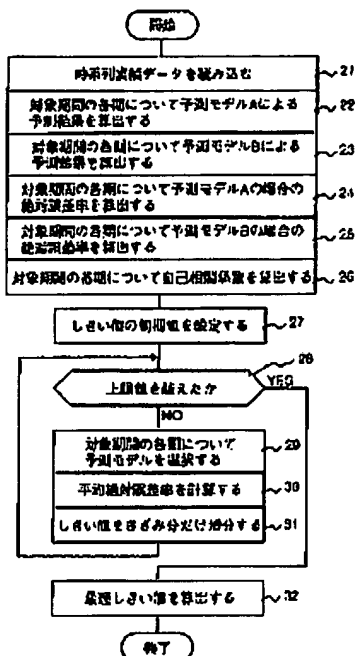 開始
時系列実績データを読み込む
21
対象期間の各期について予測モデルAによる
予測結果を算出する
22
対象期間の各期について予測モデルBによる
予測結果を算出する
23
対象期間の各期について予測モデルAの場合の
絶対誤差率を算出する
24
対象期間の各期について予測モデルBの場合の
絶対誤差率を算出する
25
対象期間の各期について自己相関係数を算出する
26
しきい値の初期値を設定する
27
28
上限値を越えたか
YES
NO
対象期間の各期について
予測モデルを選択する
29
平均絶対誤差率を計算する
30
しきい値をきざみ分だけ増分する
31
最適しきい値を算出する
32
終了